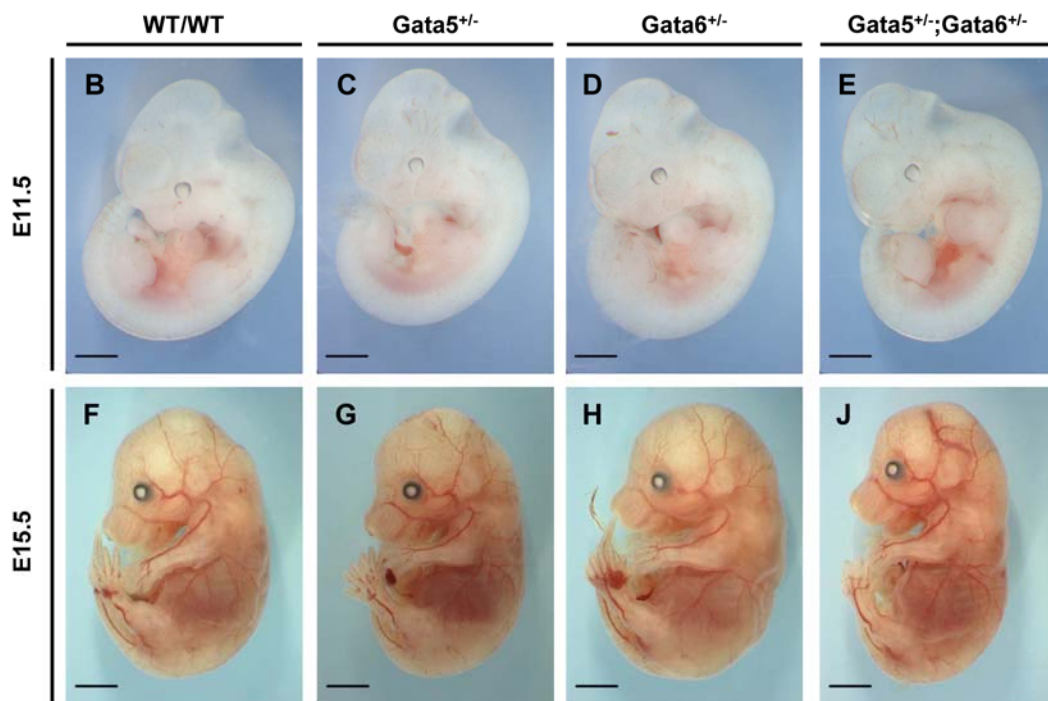 WT/WT Gata5+/- Gata6+/- Gata5+/-;Gata6+/-
E11.5
B C D E
E15.5
F G H J